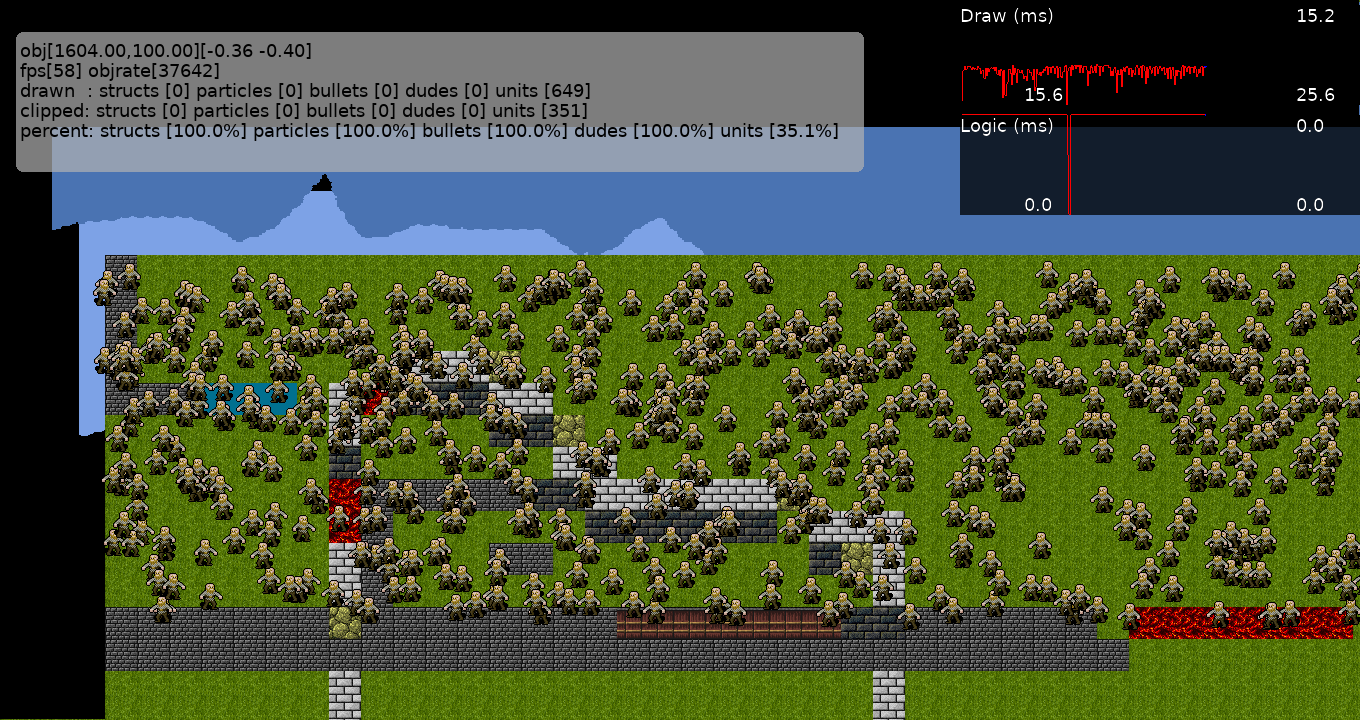 obj[1604.00,100.00][-0.36 -0.40]
fps[58] objrate[37642]
drawn  : structs [0] particles [0] bullets [0] dudes [0] units [649]
clipped: structs [0] particles [0] bullets [0] dudes [0] units [351]
percent: structs [100.0%] particles [100.0%] bullets [100.0%] dudes [100.0%] units [35.1%]
Draw (ms) 15.2
15.6 25.6
Logic (ms) 0.0
0.0 0.0